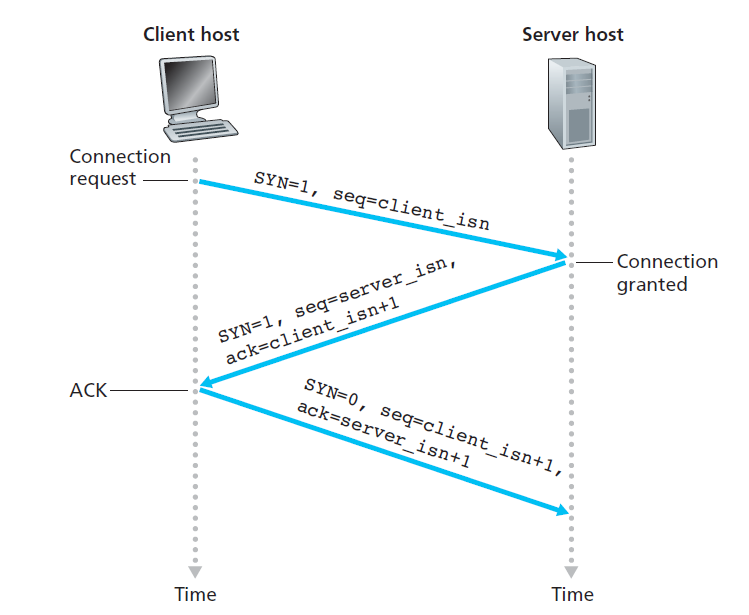 Client host
Server host
Connection
request
SYN=1, seq=client_isn
Connection
granted
SYN=1, seq=server_isn,
ack=client_isn+1
ACK
SYN=0, seq=client_isn+1,
ack=server_isn+1
Time
Time